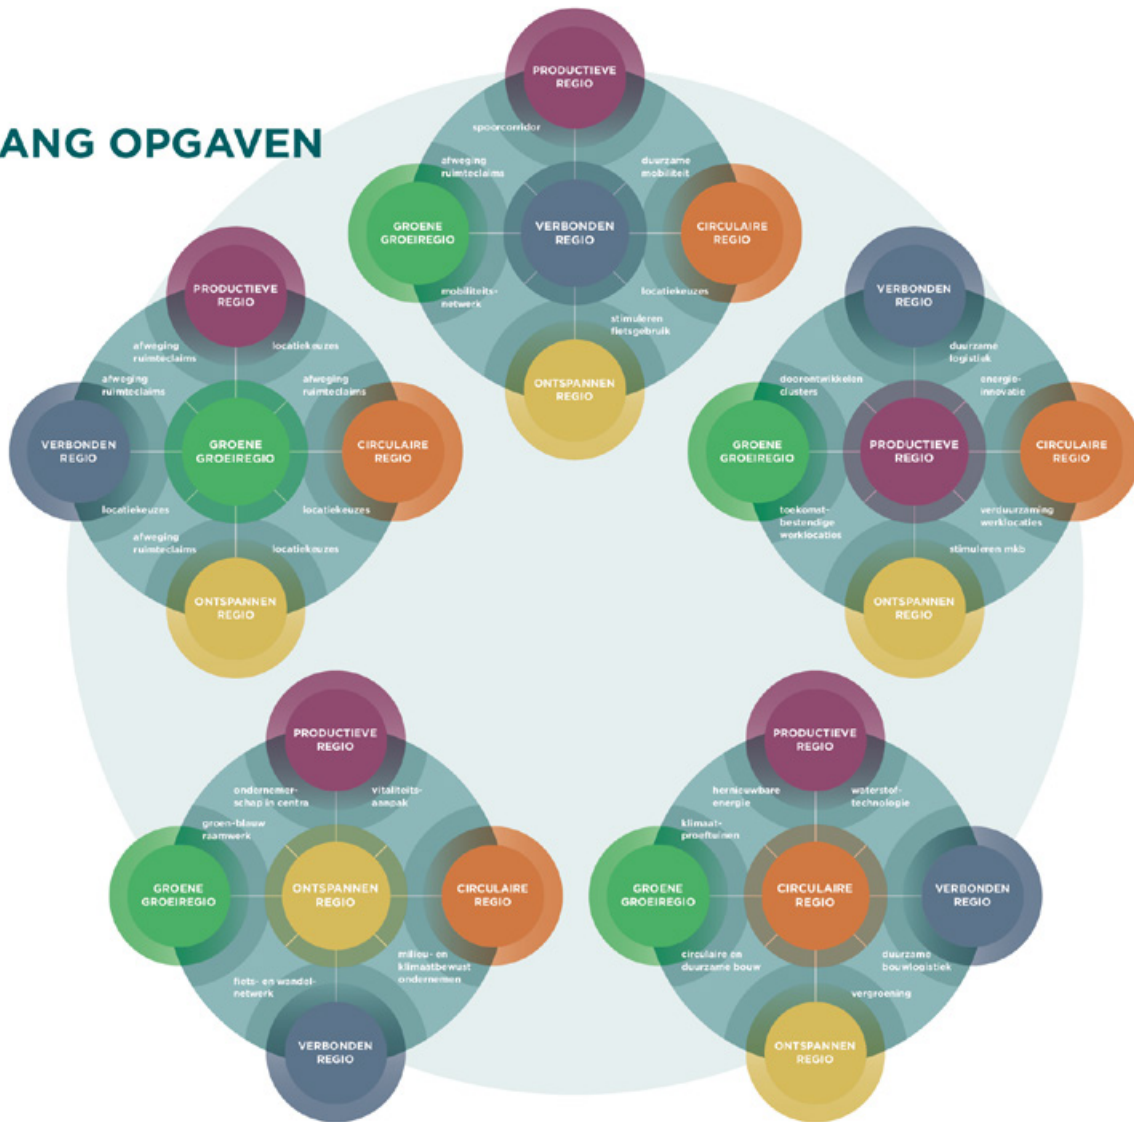 ANG OPGAVEN
PRODUCTIEVE
REGIO
spoorcorridor
afweging
ruimteclaims
duurzame
mobiliteit
GROENE
GROEIREGIO
VERBONDEN
REGIO
CIRCULAIRE
REGIO
mobiliteits-
netwerk
locatiekeuzes
stimuleren
fietsgebruik
ONTSPANNEN
REGIO
PRODUCTIEVE
REGIO
afweging
ruimteclaims
locatiekeuzes
afweging
ruimteclaims
afweging
ruimteclaims
VERBONDEN
REGIO
GROENE
GROEIREGIO
CIRCULAIRE
REGIO
locatiekeuzes
locatiekeuzes
afweging
ruimteclaims
locatiekeuzes
ONTSPANNEN
REGIO
VERBONDEN
REGIO
duurzame
logistiek
doorontwikkelen
clusters
energie-
innovatie
GROENE
GROEIREGIO
PRODUCTIEVE
REGIO
CIRCULAIRE
REGIO
toekomst-
bestendige
werklocaties
verduurzaming
werklocaties
stimuleren mkb
ONTSPANNEN
REGIO
PRODUCTIEVE
REGIO
ondernemer-
schap in centra
vitaliteits-
aanpak
groen-blauw
raamwerk
GROENE
GROEIREGIO
ONTSPANNEN
REGIO
CIRCULAIRE
REGIO
milieu- en
klimaatbewust
ondernemen
fiets- en wandel-
netwerk
VERBONDEN
REGIO
PRODUCTIEVE
REGIO
hernieuwbare
energie
waterstof-
technologie
klimaat-
proeftuinen
GROENE
GROEIREGIO
CIRCULAIRE
REGIO
VERBONDEN
REGIO
circulaire en
duurzame bouw
duurzame
bouwlogistiek
vergroening
ONTSPANNEN
REGIO